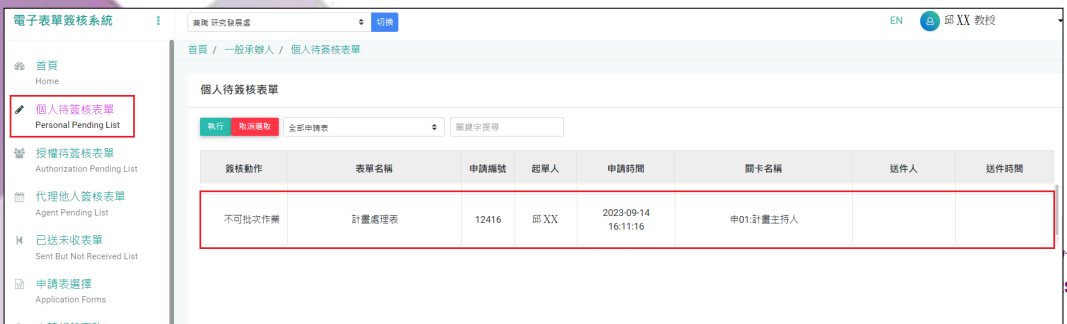 電子表單簽核系統
兼職 研究發展處
切換
EN
邱
邱 XX 教授
首頁 / 一般承辦人 / 個人待簽核表單
首頁
Home
個人待簽核表單
Personal Pending List
授權待簽核表單
Authorization Pending List
代理他人簽核表單
Agent Pending List
已送未收表單
Sent But Not Received List
申請表選擇
Application Forms
個人待簽核表單
執行 取消選取 全部申請表 關鍵字搜尋
簽核動作 表單名稱 申請編號 起單人 申請時間 關卡名稱 送件人 送件時間
不可批次作業 計畫處理表 12416 邱 XX 2023-09-14 16:11:16 申01:計畫主持人